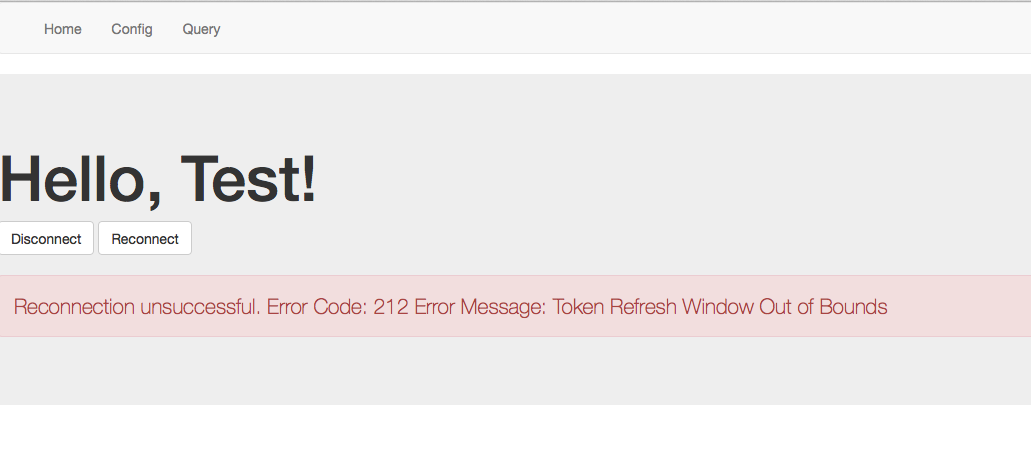 Home Config Query
Hello, Test!
Disconnect Reconnect
Reconnection unsuccessful. Error Code: 212 Error Message: Token Refresh Window Out of Bounds